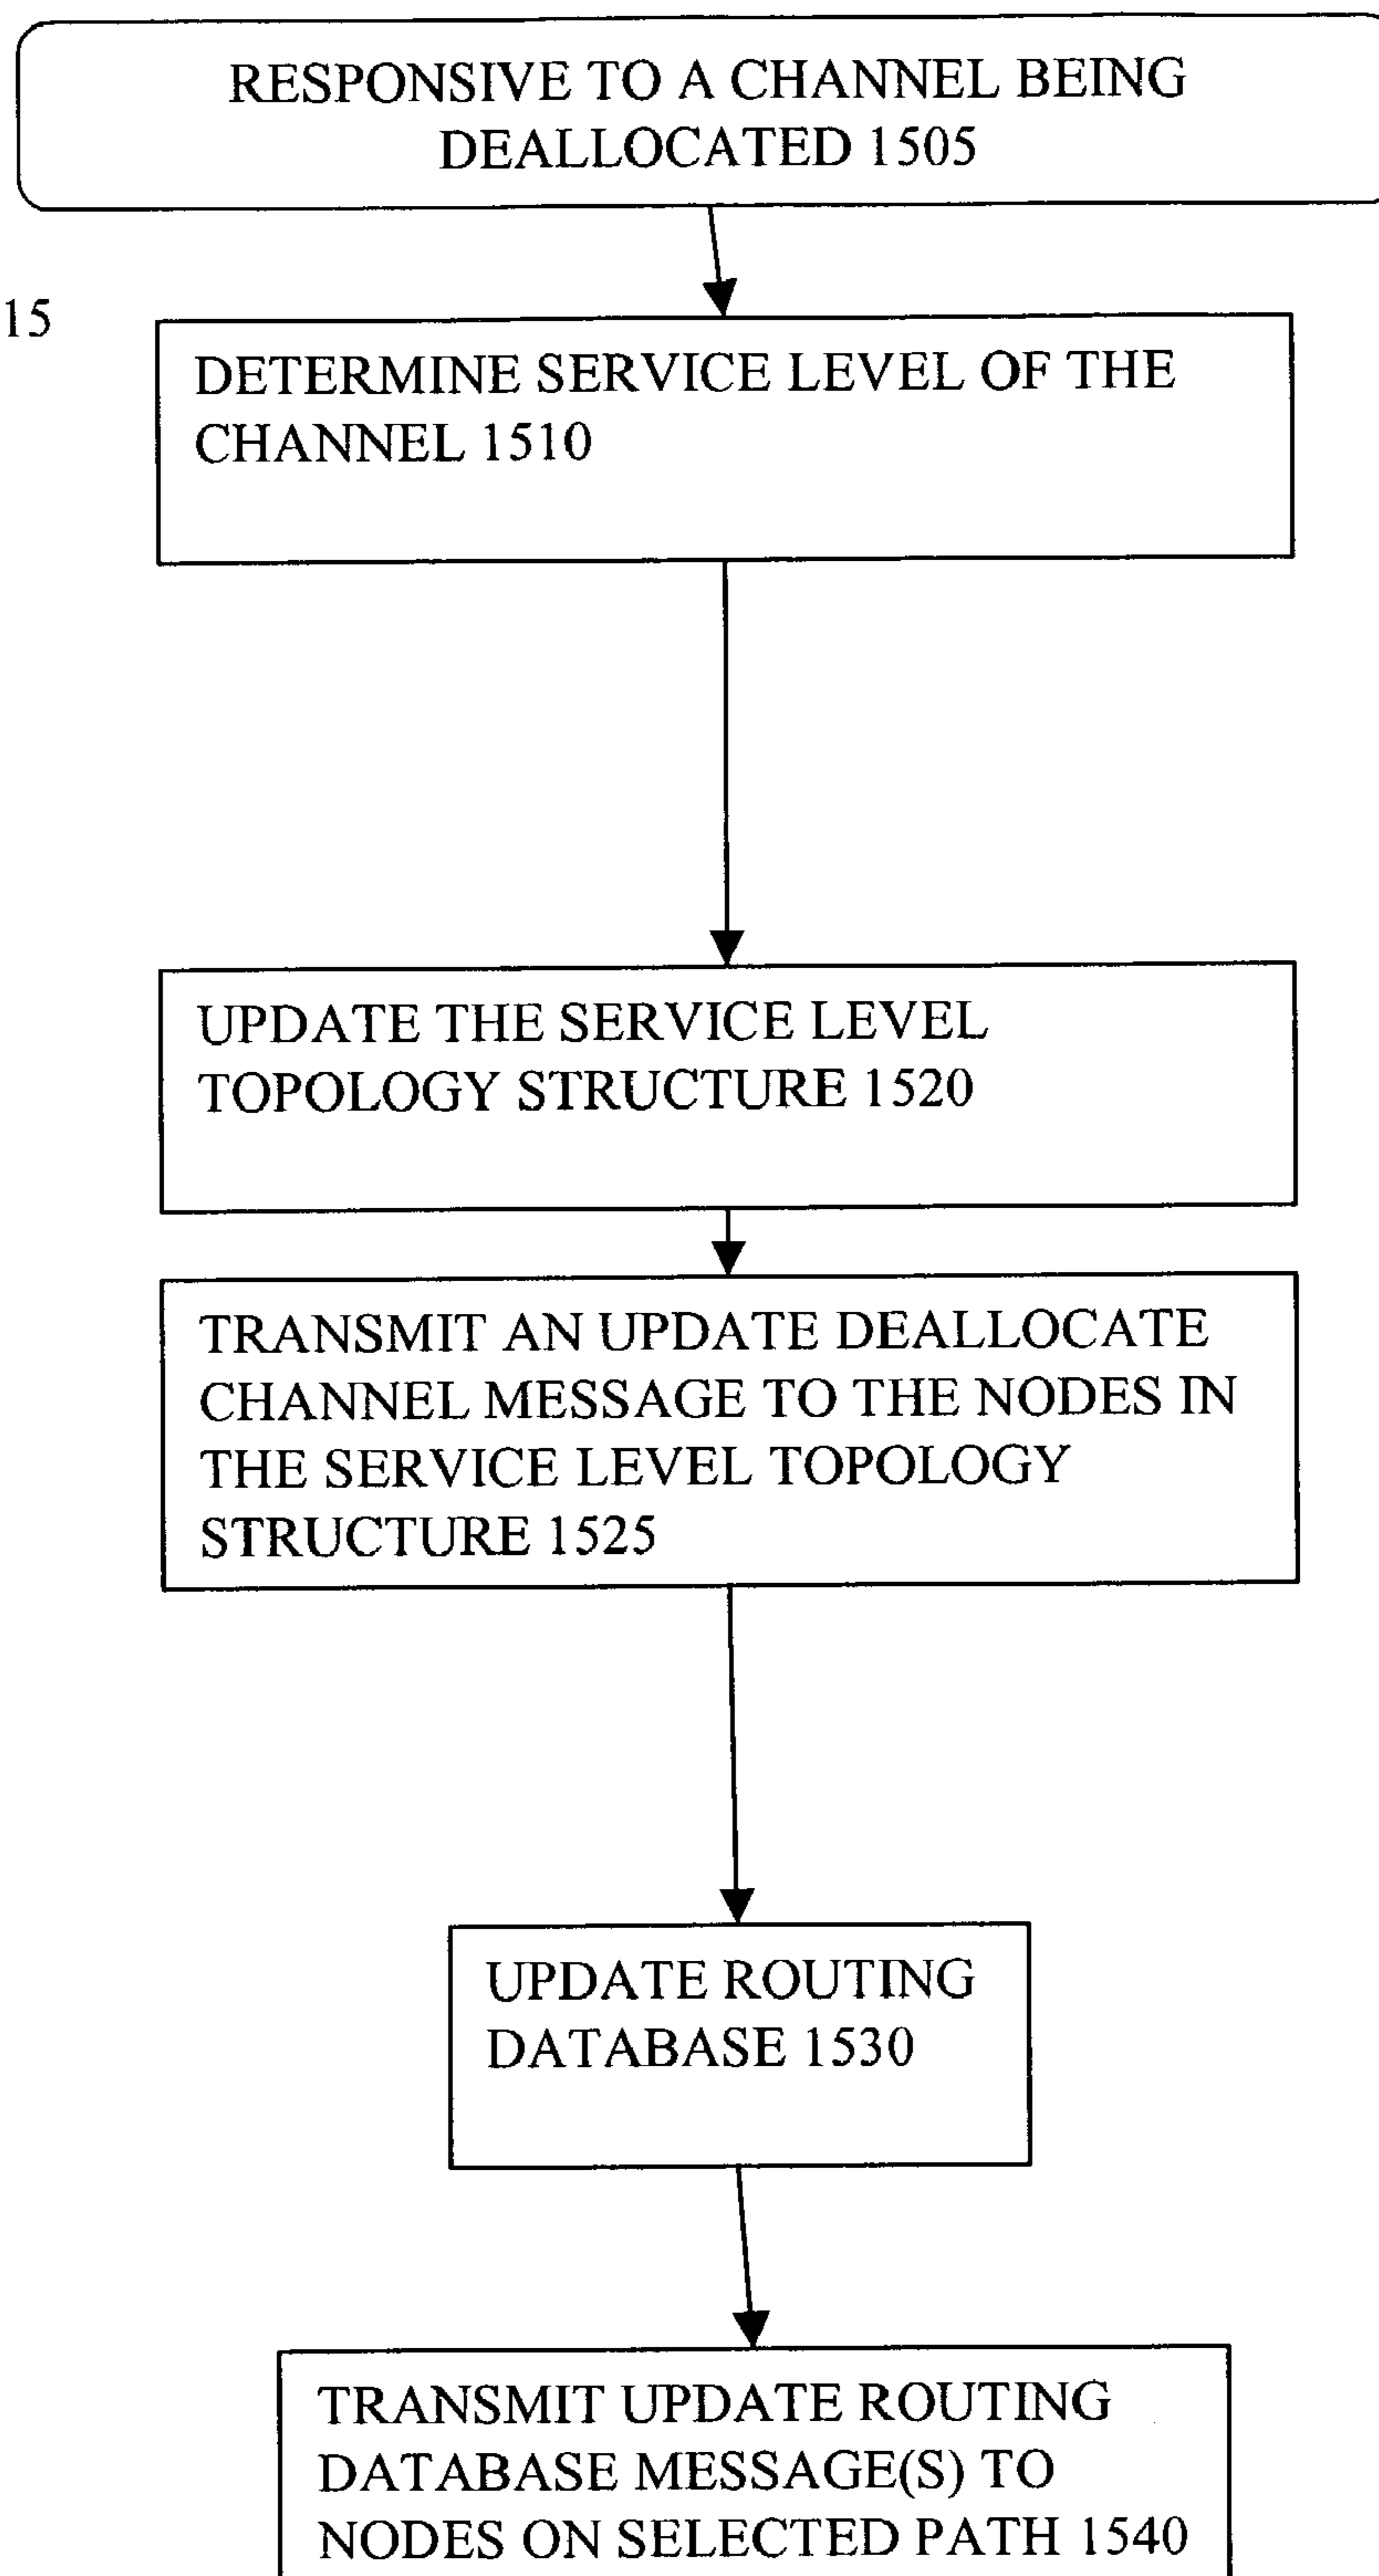 RESPONSIVE TO A CHANNEL BEING
DEALLOCATED 1505
15
DETERMINE SERVICE LEVEL OF THE
CHANNEL 1510
UPDATE THE SERVICE LEVEL
TOPOLOGY STRUCTURE 1520
TRANSMIT AN UPDATE DEALLOCATE
CHANNEL MESSAGE TO THE NODES IN
THE SERVICE LEVEL TOPOLOGY
STRUCTURE 1525
UPDATE ROUTING
DATABASE 1530
TRANSMIT UPDATE ROUTING
DATABASE MESSAGE(S) TO
NODES ON SELECTED PATH 1540